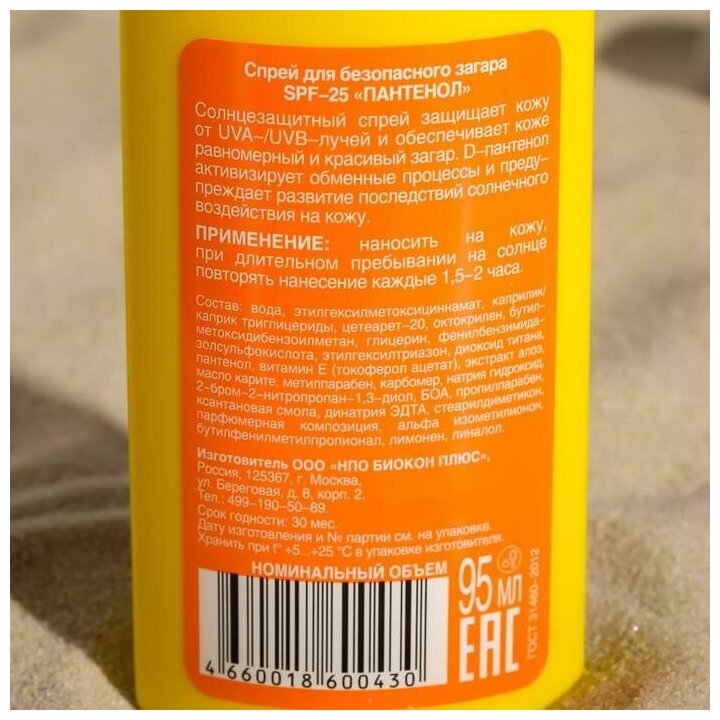 Спрей для безопасного загара
SPF–25 «ПАНТЕНОЛ»
Солнцезащитный спрей защищает кожу
от UVA–/UVB–лучей и обеспечивает коже
равномерный и красивый загар. D–пантенол
активизирует обменные процессы и преду–
преждает развитие последствий солнечного
воздействия на кожу.
ПРИМЕНЕНИЕ: наносить на кожу,
при длительном пребывании на солнце
повторять нанесение каждые 1,5–2 часа.
Состав: вода, этилгексилметоксициннамат, каприлик/
каприк триглицериды, цетеарет–20, октокрилен, бутил–
метоксидибензоилметан, глицерин, фенилбензимида–
золсульфокислота, этилгексилтриазон, диоксид титана,
пантенол, витамин Е (токоферол ацетат), экстракт алоэ,
масло карите, метилпарабен, карбомер, натрия гидроксид,
2–бром–2–нитропропан–1,3–диол, БОА, пропилпарабен,
ксантановая смола, динатрия ЭДТА, стеарилдиметикон,
парфюмерная композиция, альфа изометилионон,
бутилфенилметилпропионал, лимонен, линалол.
Изготовитель ООО «НПО БИОКОН ПЛЮС»,
Россия, 125367, г. Москва,
ул. Береговая, д. 8, корп. 2,
Тел.: 499–190–50–89.
Срок годности: 30 мес.
Дату изготовления и № партии см. на упаковке.
Хранить при t° +5...+25 °С в упаковке изготовителя.
НОМИНАЛЬНЫЙ ОБЪЕМ
95 МЛ
ЕАС
ГОСТ 31460–2012
4 660018 600430